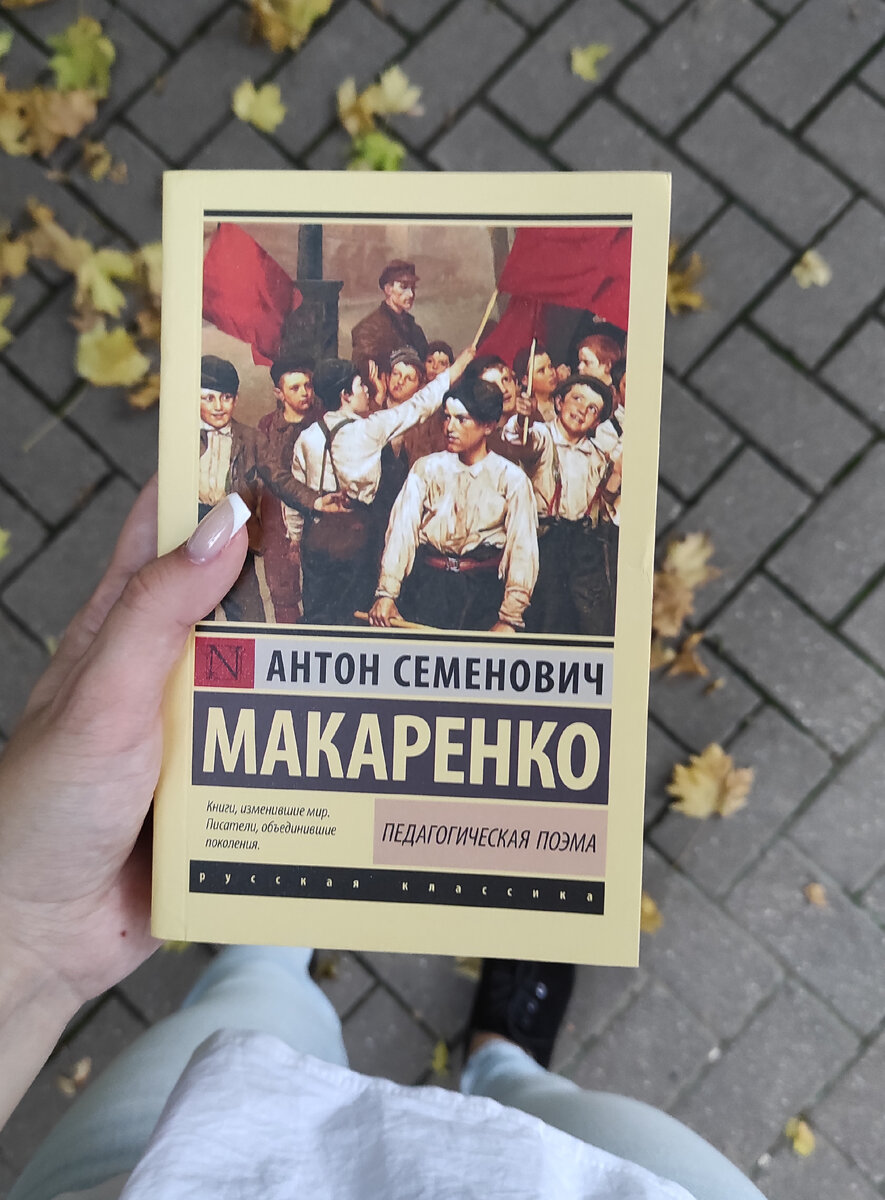 N
АНТОН СЕМЕНОВИЧ
МАКАРЕНКО
Книги, изменившие мир.
Писатели, объединившие
поколения.
ПЕДАГОГИЧЕСКАЯ ПОЭМА
русская классика